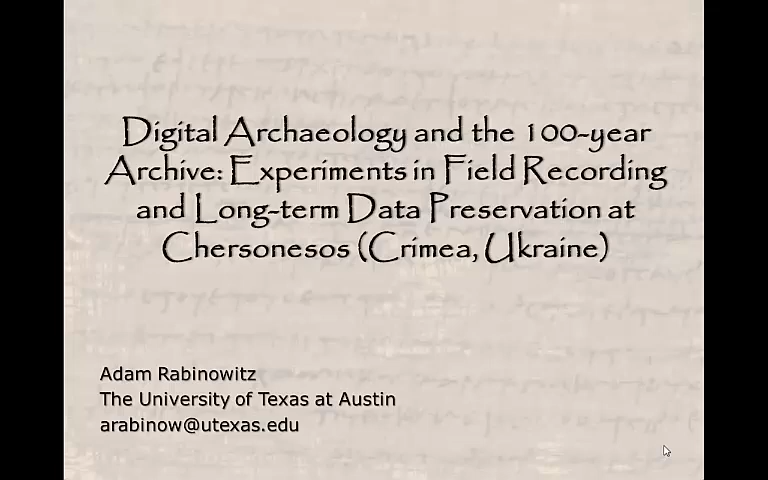 Digital Archaeology and the 100-year
Archive: Experiments in Field Recording
and Long-term Data Preservation at
Chersonesos (Crimea, Ukraine)
Adam Rabinowitz
The University of Texas at Austin
arabinow@utexas.edu